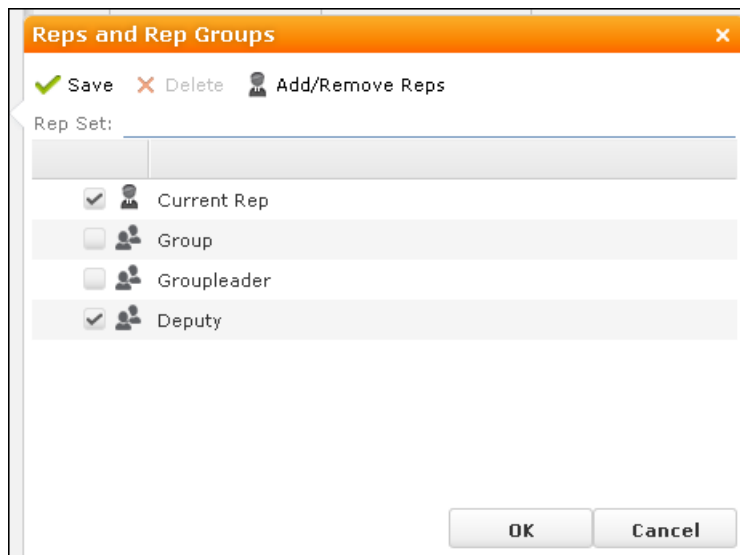 Reps and Rep Groups
Save Delete Add/Remove Reps
Rep Set:
Current Rep
Group
Groupleader
Deputy
OK Cancel